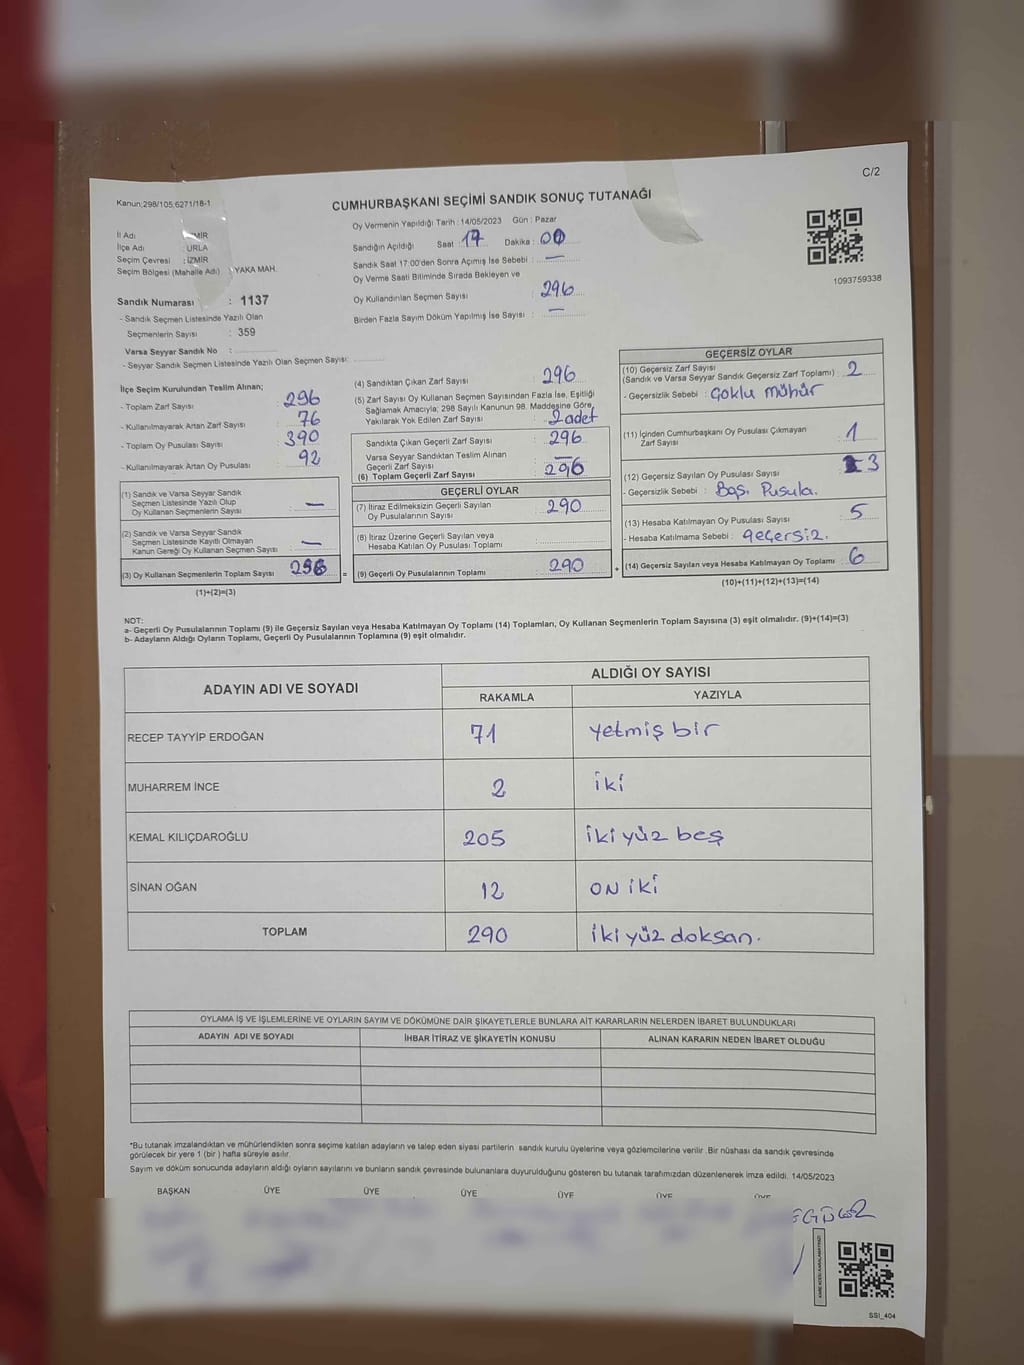 C/2
Kanun;298/105,6271/18-1
CUMHURBAŞKANI SEÇİMİ SANDIK SONUÇ TUTANAĞI
Oy Vermenin Yapıldığı Tarih : 14/05/2023 Gün : Pazar
İl Adı : İZMİR
İlçe Adı : URLA
Seçim Çevresi : İZMİR
Seçim Bölgesi (Mahalle Adı) : YAKA MAH.
Sandığın Açıldığı Saat : 17 Dakika : 00
Sandık Saat 17:00'den Sonra Açımış İse Sebebi : —
Oy Verme Saati Bitiminde Sırada Bekleyen ve
Oy Kullandırılan Seçmen Sayısı : 296
Birden Fazla Sayım Döküm Yapılmış İse Sayısı : —
1093759338
Sandık Numarası : 1137
- Sandık Seçmen Listesinde Yazılı Olan
Seçmenlerin Sayısı : 359
Varsa Seyyar Sandık No :
- Seyyar Sandık Seçmen Listesinde Yazılı Olan Seçmen Sayısı:
İlçe Seçim Kurulundan Teslim Alınan;
- Toplam Zarf Sayısı : 296
- Kullanılmayarak Artan Zarf Sayısı : 76
- Toplam Oy Pusulası Sayısı : 390
- Kullanılmayarak Artan Oy Pusulası : 92
(1) Sandık ve Varsa Seyyar Sandık
Seçmen Listesinde Yazılı Olup
Oy Kullanan Seçmenlerin Sayısı : —
(2) Sandık ve Varsa Seyyar Sandık
Seçmen Listesinde Kayıtlı Olmayan
Kanun Gereği Oy Kullanan Seçmen Sayısı : —
(3) Oy Kullanan Seçmenlerin Toplam Sayısı : 296
(1)+(2)=(3)
(4) Sandıktan Çıkan Zarf Sayısı : 296
(5) Zarf Sayısı Oy Kullanan Seçmen Sayısından Fazla İse, Eşitliği
Sağlamak Amacıyla; 298 Sayılı Kanunun 98. Maddesine Göre,
Yakılarak Yok Edilen Zarf Sayısı : 2 adet
Sandıkta Çıkan Geçerli Zarf Sayısı : 296
Varsa Seyyar Sandıktan Teslim Alınan
Geçerli Zarf Sayısı : —
(6) Toplam Geçerli Zarf Sayısı : 296
GEÇERLİ OYLAR
(7) İtiraz Edilmeksizin Geçerli Sayılan
Oy Pusulalarının Sayısı : 290
(8) İtiraz Üzerine Geçerli Sayılan veya
Hesaba Katılan Oy Pusulası Toplamı :
= (9) Geçerli Oy Pusulalarının Toplamı : 290
GEÇERSİZ OYLAR
(10) Geçersiz Zarf Sayısı
(Sandık ve Varsa Seyyar Sandık Geçersiz Zarf Toplamı) : 2
- Geçersizlik Sebebi : Çoklu Mühür
(11) İçinden Cumhurbaşkanı Oy Pusulası Çıkmayan
Zarf Sayısı : 1
(12) Geçersiz Sayılan Oy Pusulası Sayısı : 3
- Geçersizlik Sebebi : Boş. Pusula.
(13) Hesaba Katılmayan Oy Pusulası Sayısı : 5
- Hesaba Katılmama Sebebi : geçersiz.
+ (14) Geçersiz Sayılan veya Hesaba Katılmayan Oy Toplamı : 6
(10)+(11)+(12)+(13)=(14)
NOT:
a- Geçerli Oy Pusulalarının Toplamı (9) ile Geçersiz Sayılan veya Hesaba Katılmayan Oy Toplamı (14) Toplamları, Oy Kullanan Seçmenlerin Toplam Sayısına (3) eşit olmalıdır. (9)+(14)=(3)
b- Adayların Aldığı Oyların Toplamı, Geçerli Oy Pusulalarının Toplamına (9) eşit olmalıdır.
ADAYIN ADI VE SOYADI ALDIĞI OY SAYISI
RAKAMLA YAZIYLA
RECEP TAYYİP ERDOĞAN 71 yetmiş bir
MUHARREM İNCE 2 iki
KEMAL KILIÇDAROĞLU 205 iki yüz beş
SİNAN OĞAN 12 ON iki
TOPLAM 290 iki yüz doksan.
OYLAMA İŞ VE İŞLEMLERİNE VE OYLARIN SAYIM VE DÖKÜMÜNE DAİR ŞİKAYETLERLE BUNLARA AİT KARARLARIN NELERDEN İBARET BULUNDUKLARI
ADAYIN ADI VE SOYADI İHBAR İTİRAZ VE ŞİKAYETİN KONUSU ALINAN KARARIN NEDEN İBARET OLDUĞU
*Bu tutanak imzalandıktan ve mühürlendikten sonra seçime katılan adayların ve talep eden siyasi partilerin sandık kurulu üyelerine veya gözlemcilerine verilir. Bir nüshası da sandık çevresinde
görülecek bir yere 1 (bir ) hafta süreyle asılır.
Sayım ve döküm sonucunda adayların aldığı oyların sayılarını ve bunların sandık çevresinde bulunanlara duyurulduğunu gösteren bu tutanak tarafımızdan düzenlenerek imza edildi. 14/05/2023
BAŞKAN ÜYE ÜYE ÜYE ÜYE ÜYE ÜYE
SSI_404